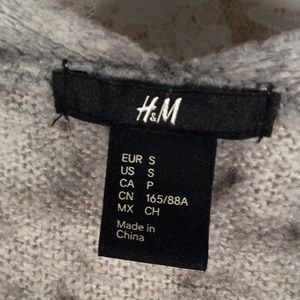 H&M
EUR S
US S
CA P
CN 165/88A
MX CH
Made in
China